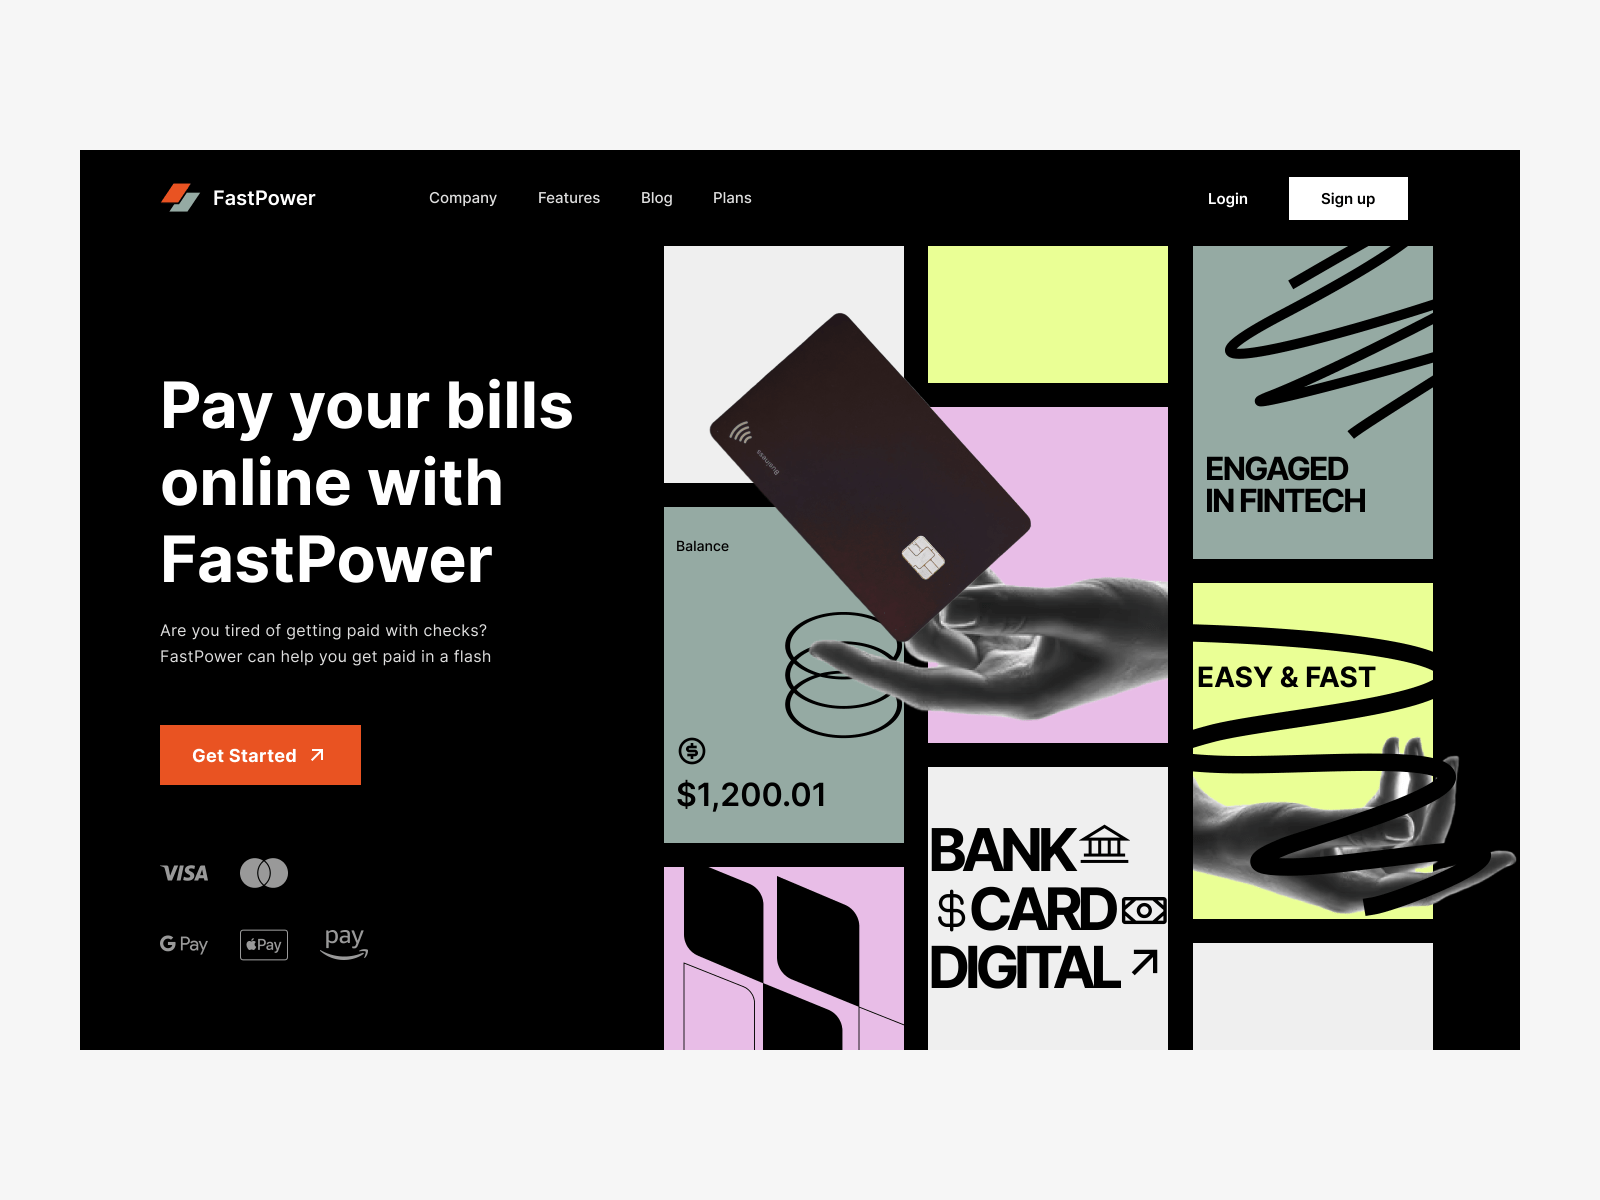 FastPower
Company
Features
Blog
Plans
Login
Sign up
Pay your bills
online with
FastPower
Are you tired of getting paid with checks?
FastPower can help you get paid in a flash
Get Started
VISA
G Pay
Pay
pay
Business
Balance
$1,200.01
ENGAGED
IN FINTECH
EASY & FAST
BANK
$ CARD
DIGITAL